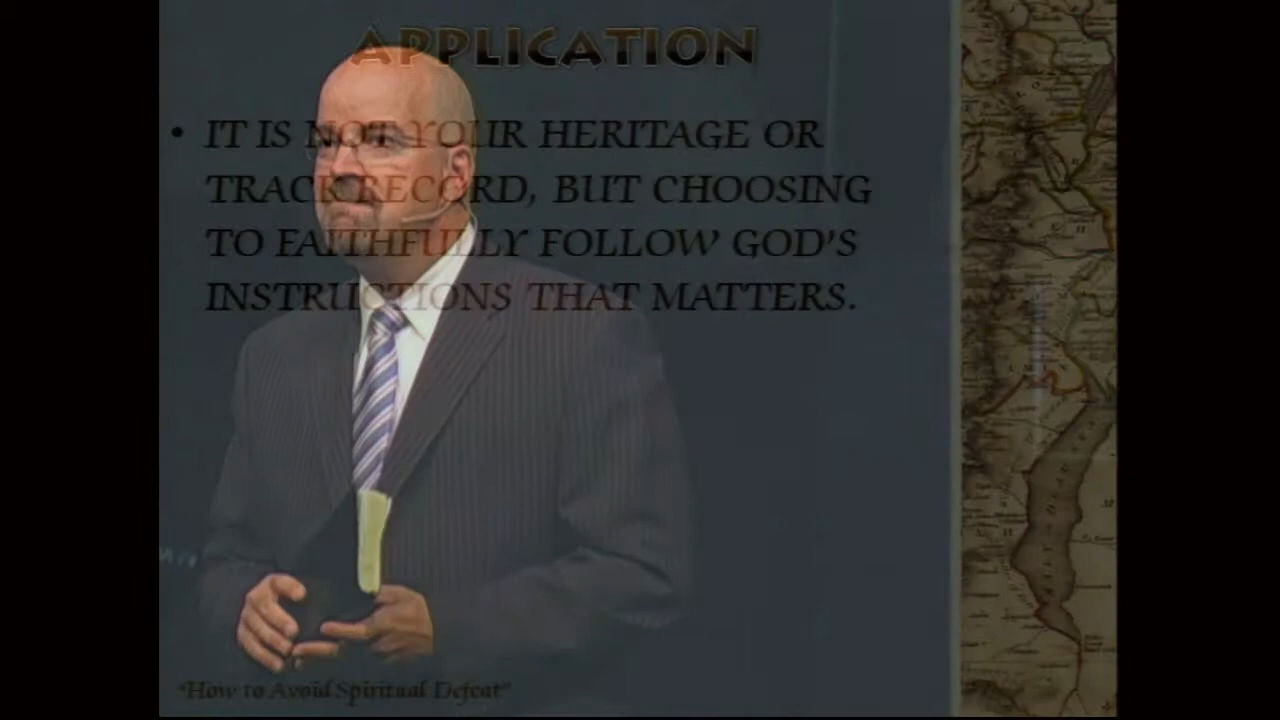 APPLICATION
• IT IS NOT YOUR HERITAGE OR
TRACK RECORD, BUT CHOOSING
TO FAITHFULLY FOLLOW GOD'S
INSTRUCTIONS THAT MATTERS.
"How to Avoid Spiritual Defeat"